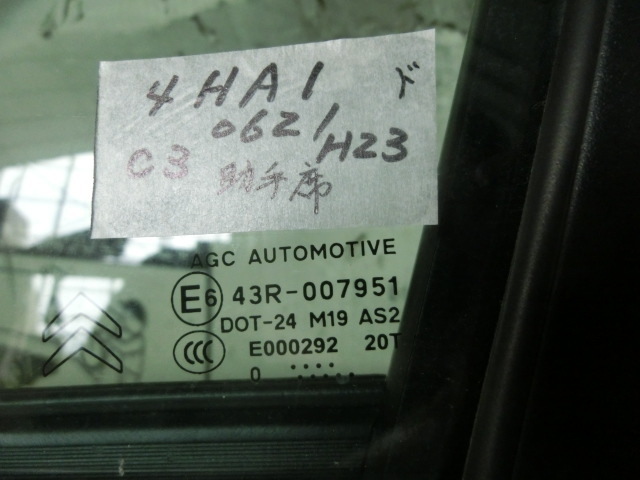 4HA1 ド
0621/H23
C3 助手席
AGC AUTOMOTIVE
E6 43R-007951
DOT-24 M19 AS2
CCC E000292 20T
0 .... .....